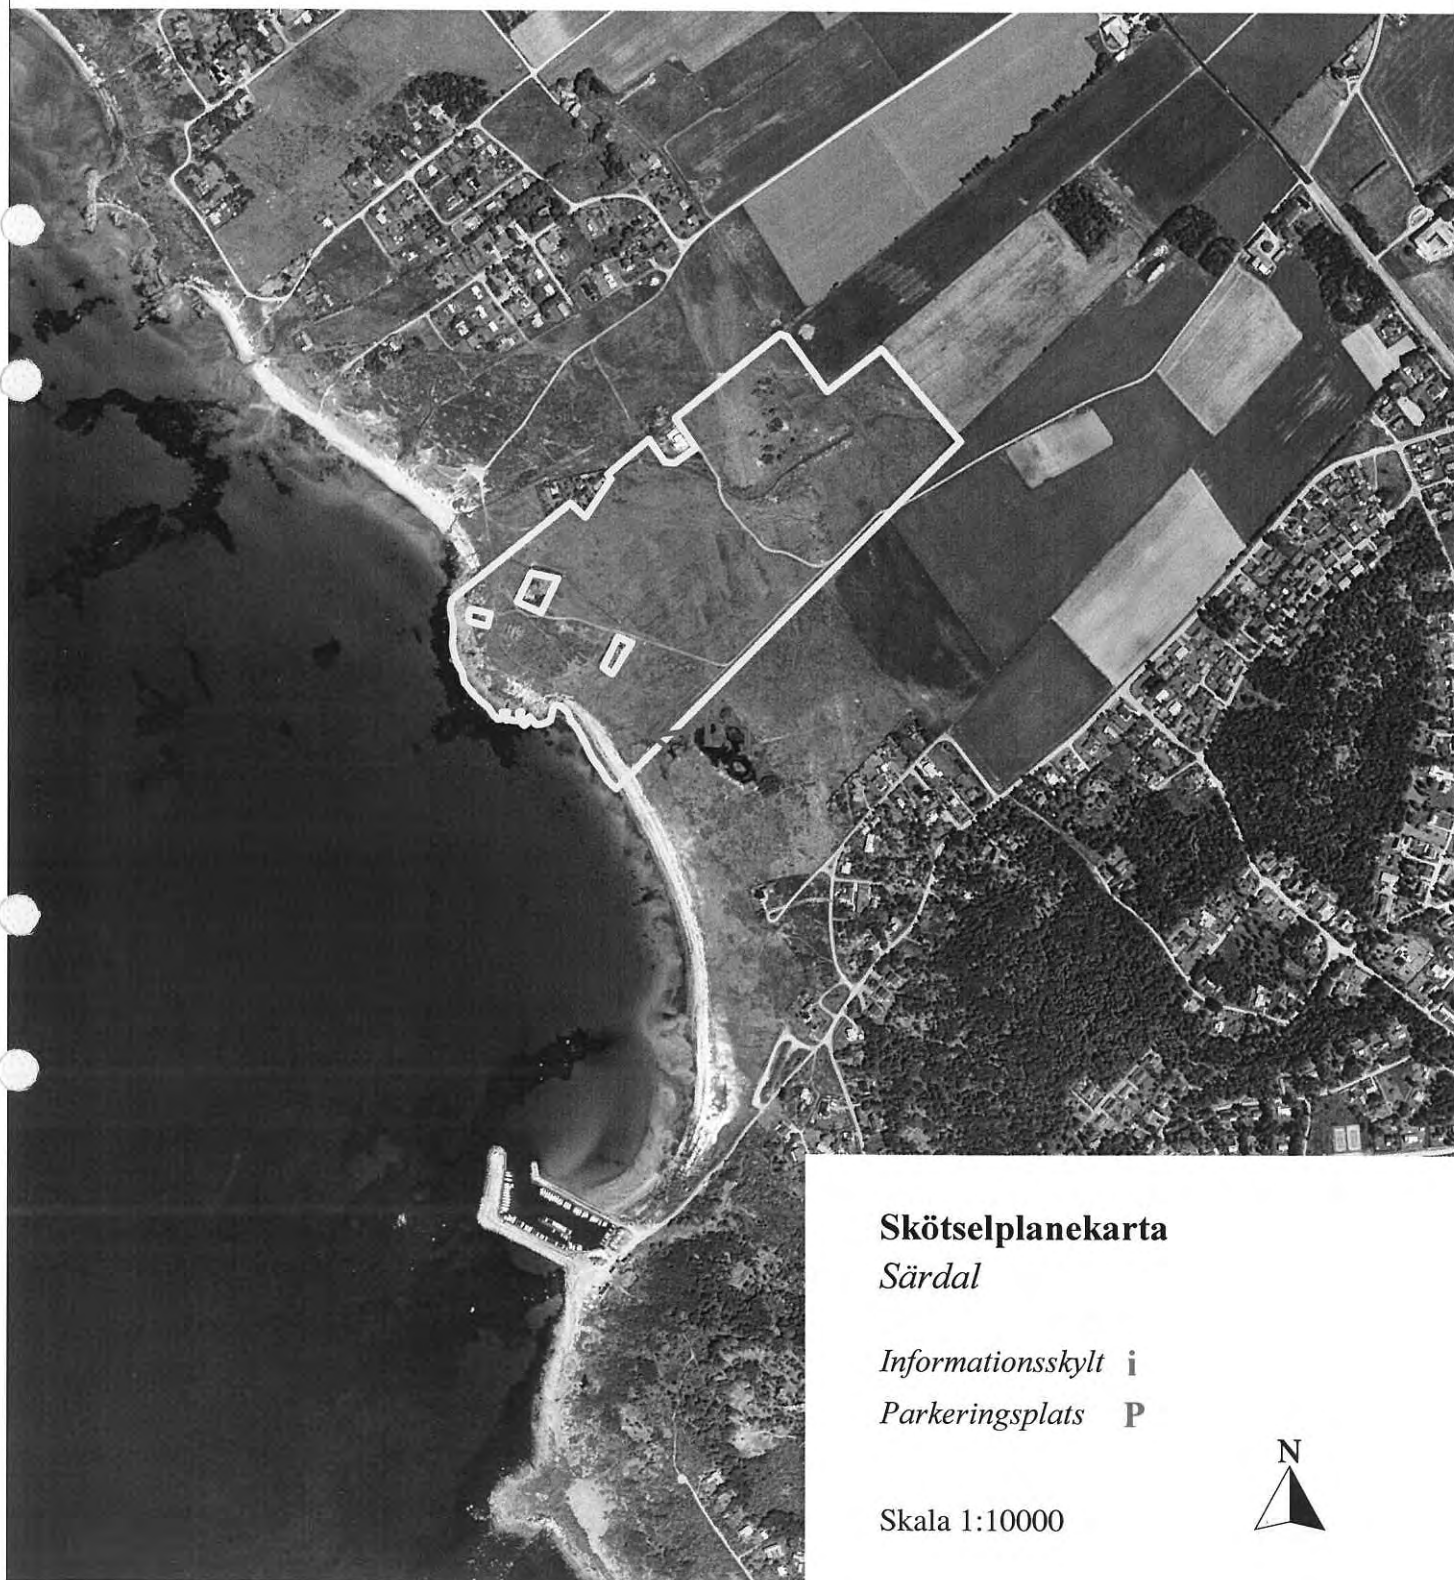 Skötselplanekarta
Särdal
Informationsskylt i
Parkeringsplats P
N
Skala 1:10000